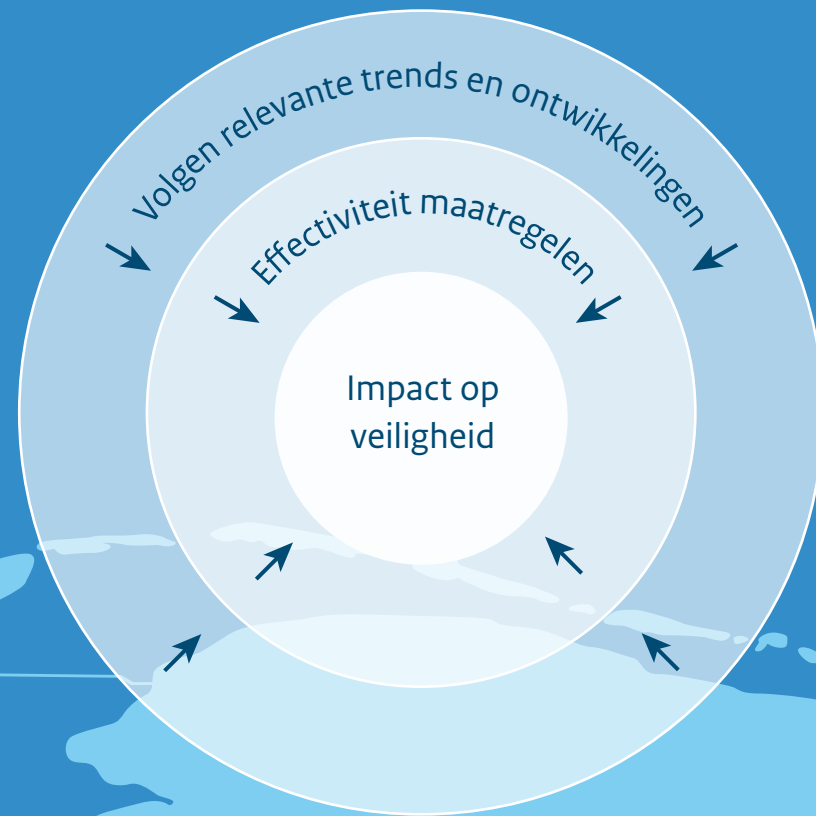 Volgen relevante trends en ontwikkelingen
Effectiviteit maatregelen
Impact op
veiligheid